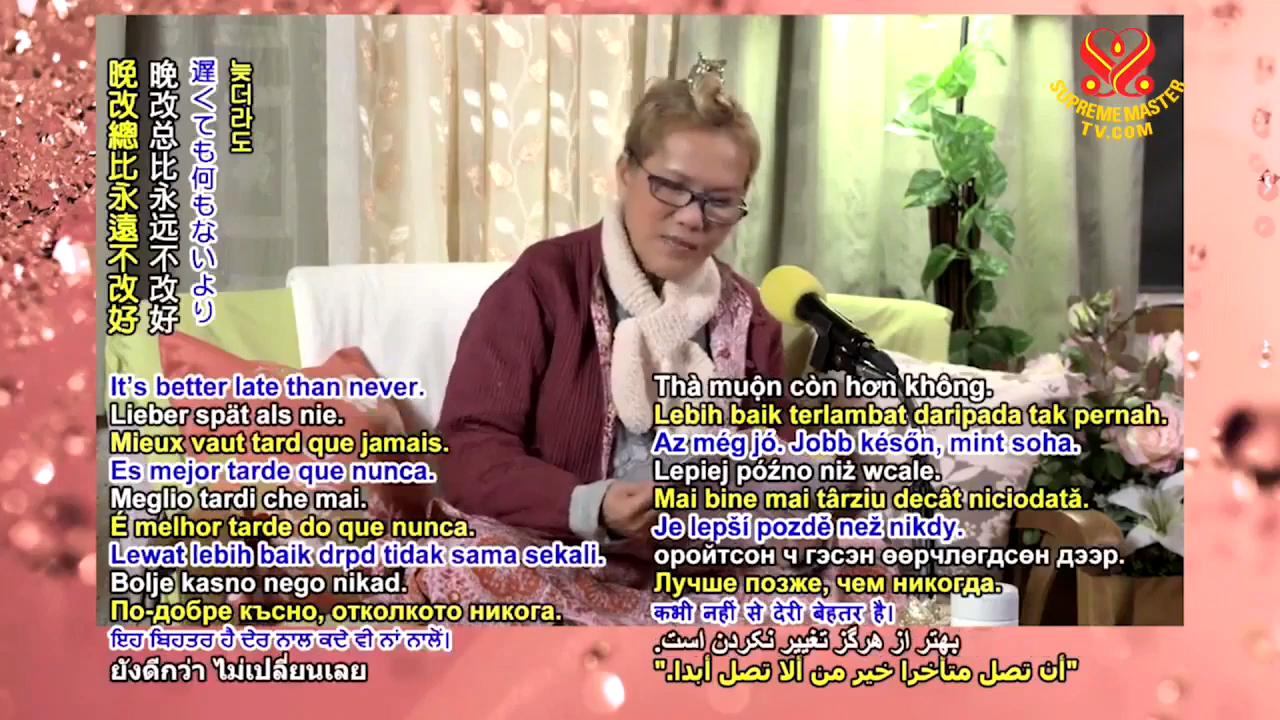 SUPREME MASTER
TV.COM
늦더라도
遅くても何もないより
晚改总比永远不改好
晚改總比永遠不改好
It's better late than never.
Lieber spät als nie.
Mieux vaut tard que jamais.
Es mejor tarde que nunca.
Meglio tardi che mai.
É melhor tarde do que nunca.
Lewat lebih baik drpd tidak sama sekali.
Bolje kasno nego nikad.
По-добре късно, отколкото никога.
ਇਹ ਬਿਹਤਰ ਹੈ ਦੇਰ ਨਾਲ ਕਦੇ ਵੀ ਨਾਂ ਨਾਲੋਂ।
ยังดีกว่า ไม่เปลี่ยนเลย
Thà muộn còn hơn không.
Lebih baik terlambat daripada tak pernah.
Az még jó. Jobb későn, mint soha.
Lepiej późno niż wcale.
Mai bine mai târziu decât niciodată.
Je lepší pozdě než nikdy.
оройтсон ч гэсэн өөрчлөгдсөн дээр.
Лучше позже, чем никогда.
कभी नहीं से देरी बेहतर है।
بهتر از هرگز تغییر نکردن است.
"أن تصل متأخرا خير من ألا تصل أبدا."